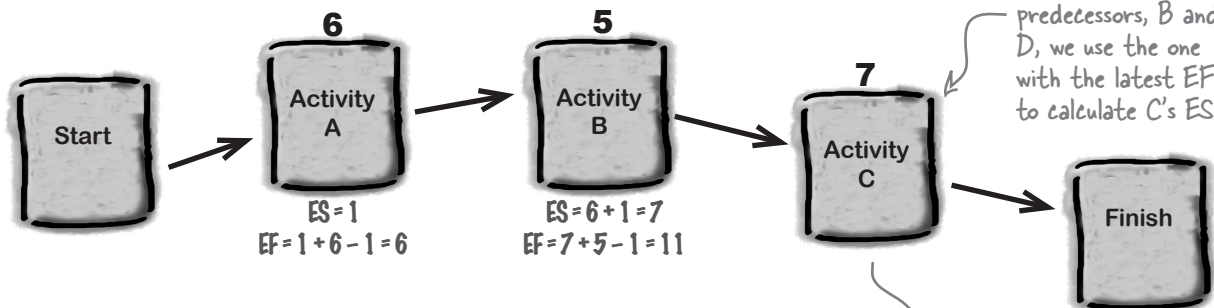 predecessors, B and
D, we use the one
with the latest EF
to calculate C's ES
6
5
7
Start
Activity
A
Activity
B
Activity
C
Finish
ES = 1
EF = 1 + 6 – 1 = 6
ES = 6 + 1 = 7
EF = 7 + 5 – 1 = 11